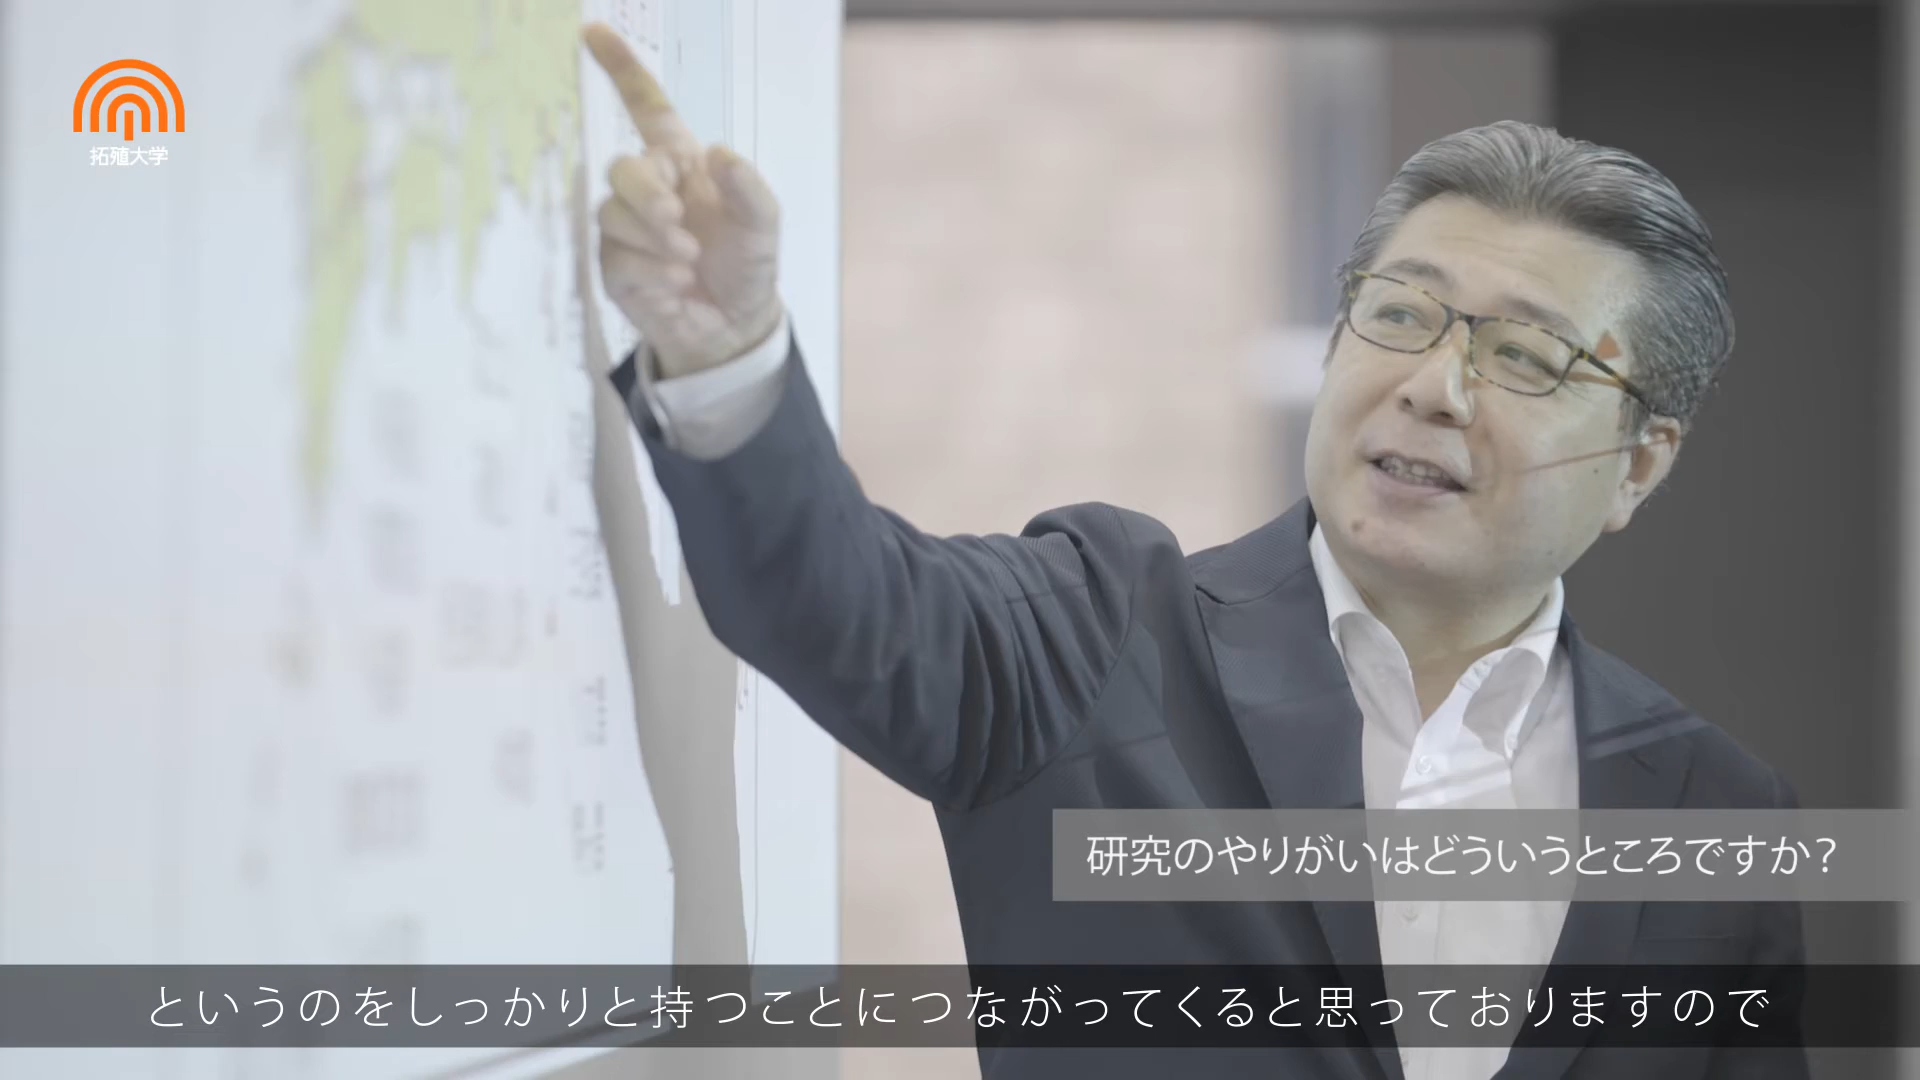 拓殖大学
研究のやりがいはどういうところですか？
というのをしっかりと持つことにつながってくると思っておりますので